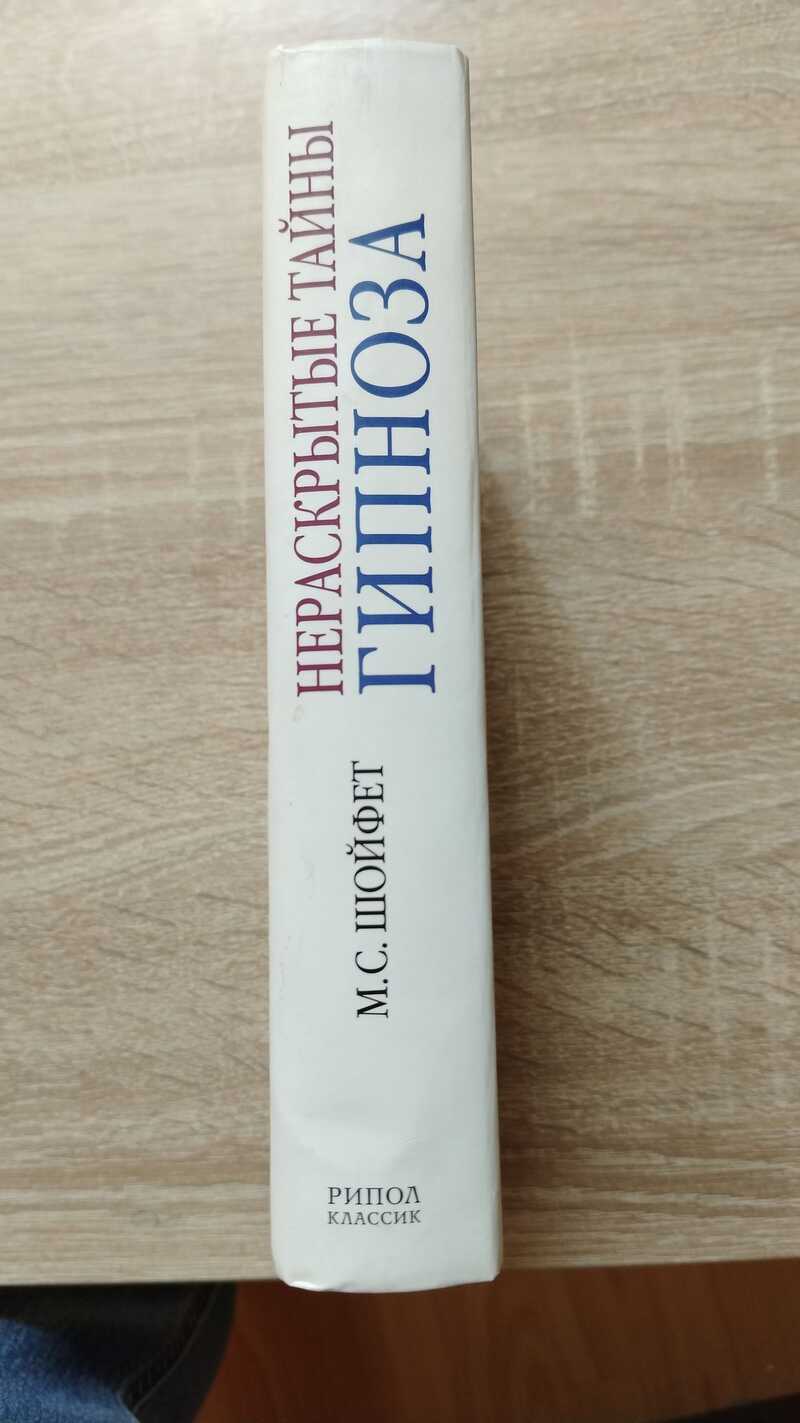 НЕРАСКРЫТЫЕ ТАЙНЫ
ГИПНОЗА
М. С. ШОЙФЕТ
РИПОЛ
КЛАССИК